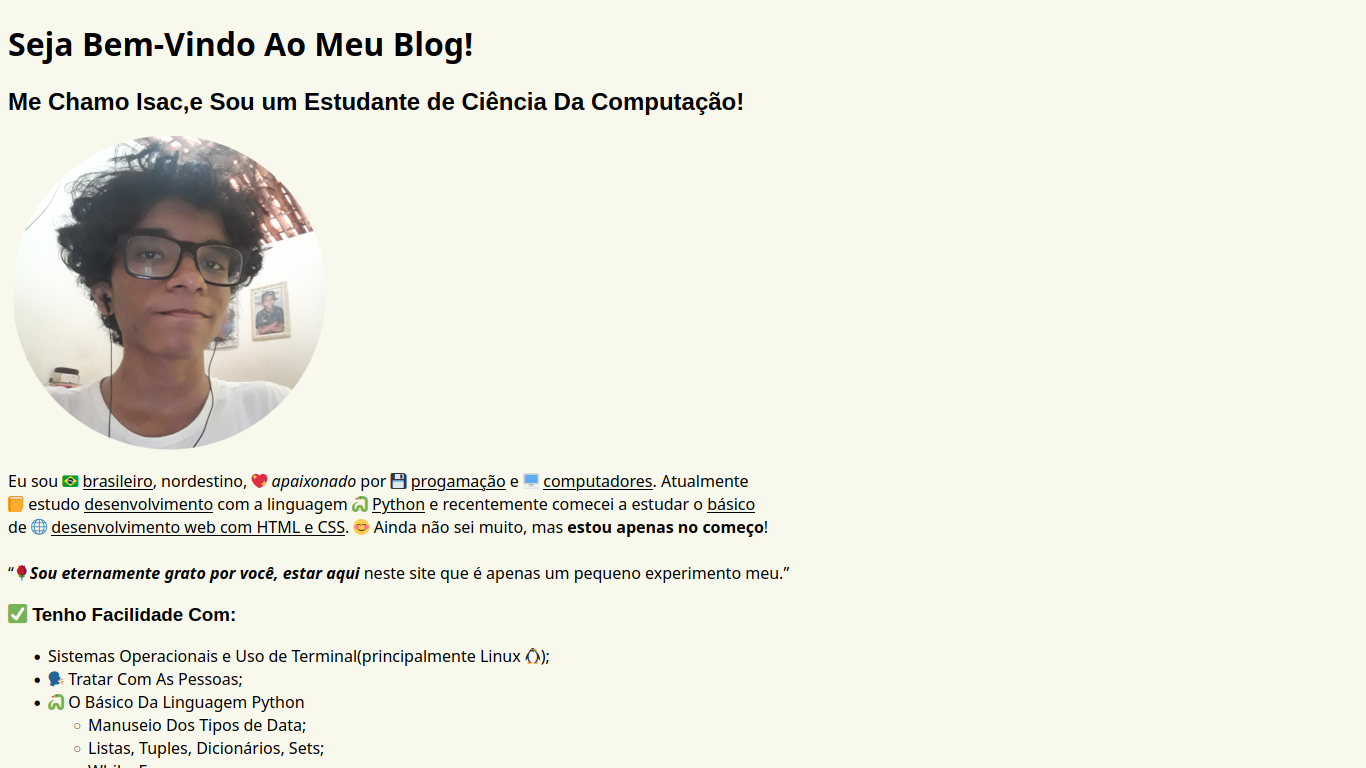 Seja Bem-Vindo Ao Meu Blog!
Me Chamo Isac,e Sou um Estudante de Ciência Da Computação!
Eu sou 🇧🇷 brasileiro, nordestino, 💖 apaixonado por 💾 progamação e 🖥️ computadores. Atualmente
📙 estudo desenvolvimento com a linguagem 🐍 Python e recentemente comecei a estudar o básico
de 🌐 desenvolvimento web com HTML e CSS. 😊 Ainda não sei muito, mas estou apenas no começo!
“🌹Sou eternamente grato por você, estar aqui neste site que é apenas um pequeno experimento meu.”
✅ Tenho Facilidade Com:
• Sistemas Operacionais e Uso de Terminal(principalmente Linux 🐧);
• 🗣️ Tratar Com As Pessoas;
• 🐍 O Básico Da Linguagem Python
○ Manuseio Dos Tipos de Data;
○ Listas, Tuples, Dicionários, Sets;